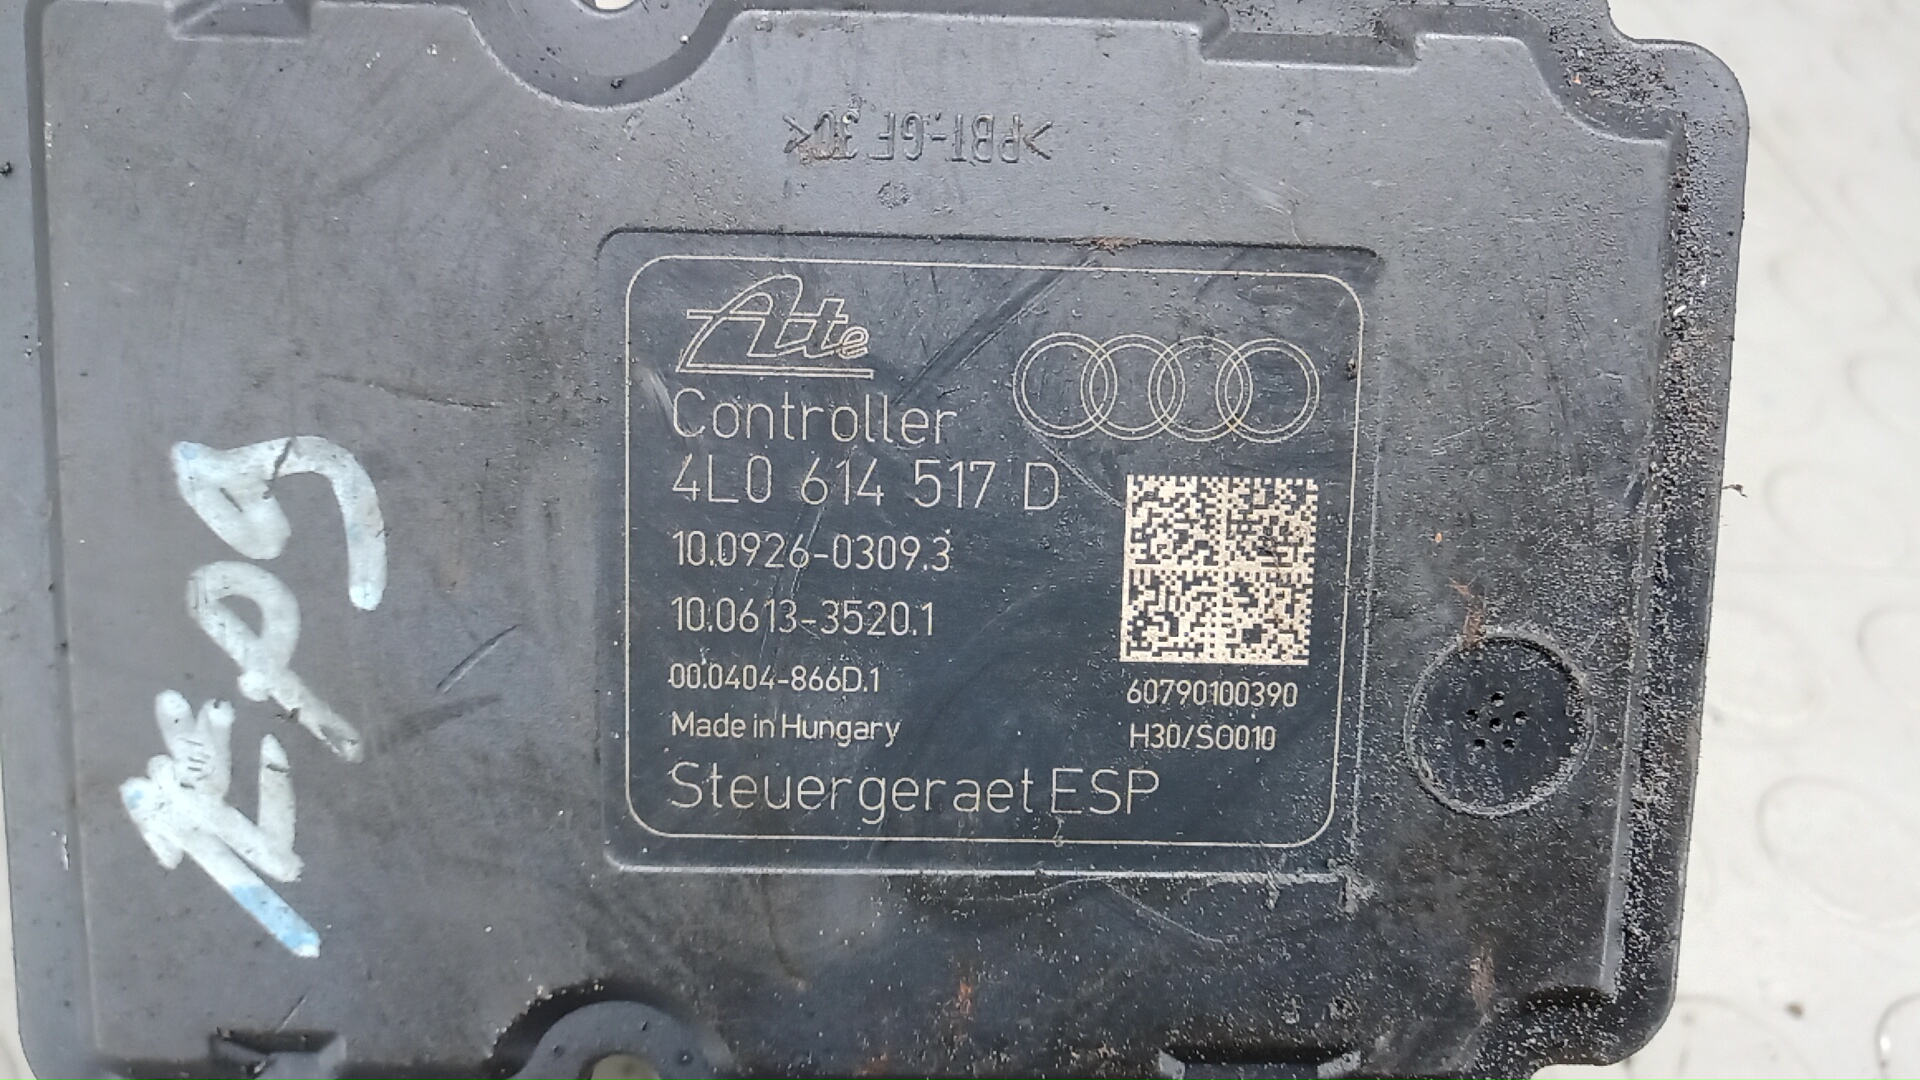 >PBT-GF 30<
Ate
Controller
4L0 614 517 D
10.0926-0309.3
10.0613-3520.1
00.0404-866D.1
Made in Hungary
60790100390
H30/SO010
Steuergeraet ESP